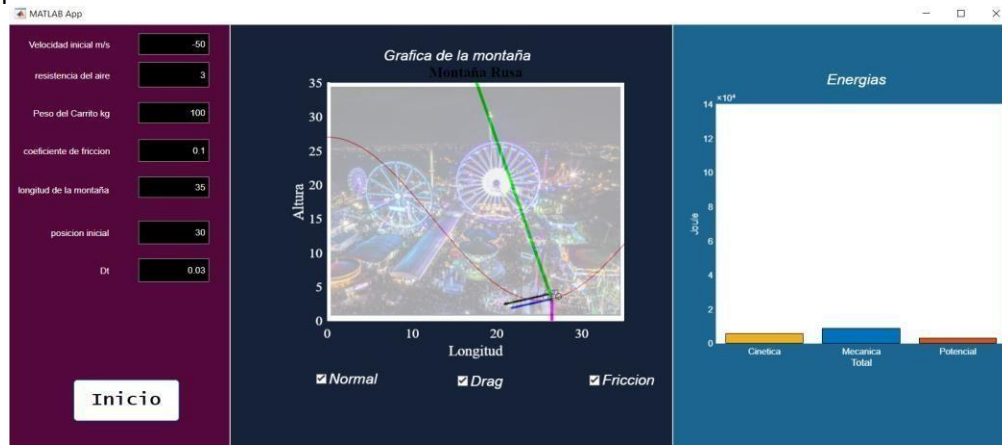 MATLAB App
Velocidad inicial m/s
-50
resistencia del aire
3
Peso del Carrito kg
100
coeficiente de friccion
0.1
longitud de la montaña
35
posicion inicial
30
Dt
0.03
Inicio
Grafica de la montaña
Montaña Rusa
35
30
25
20
15
10
5
0
Altura
0 10 20 30
Longitud
Normal
Drag
Friccion
Energias
×10⁴
14
12
10
8
6
4
2
0
Joule
Cinetica
Mecanica
Total
Potencial